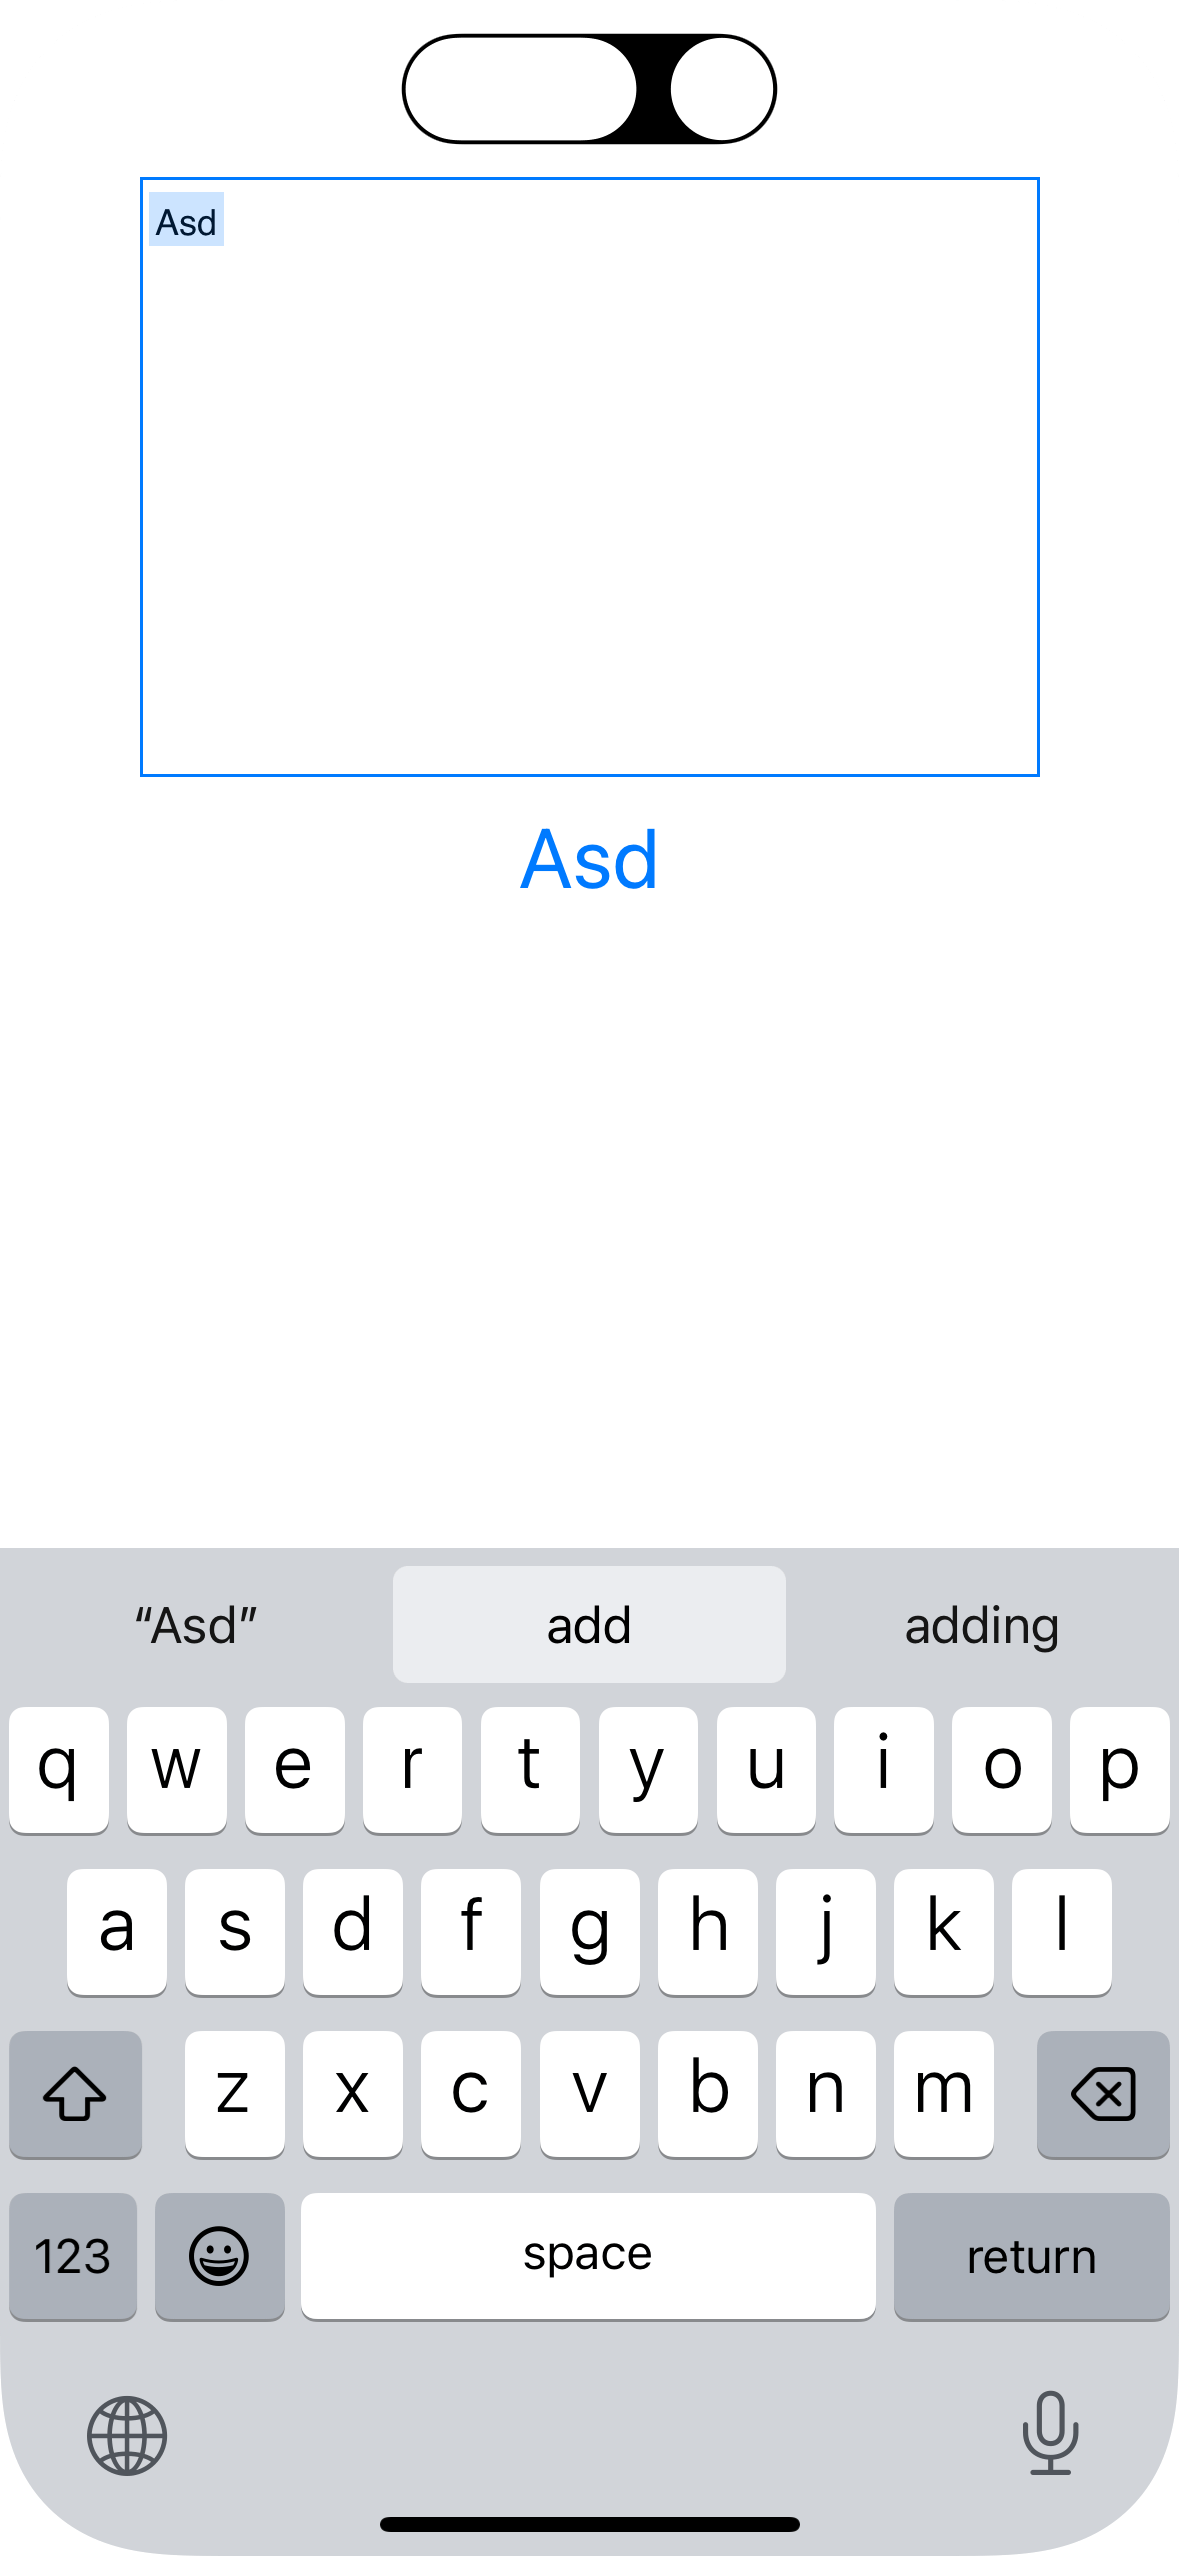 Asd
Asd
“Asd” add adding
q w e r t y u i o p
a s d f g h j k l
z x c v b n m
123 space return